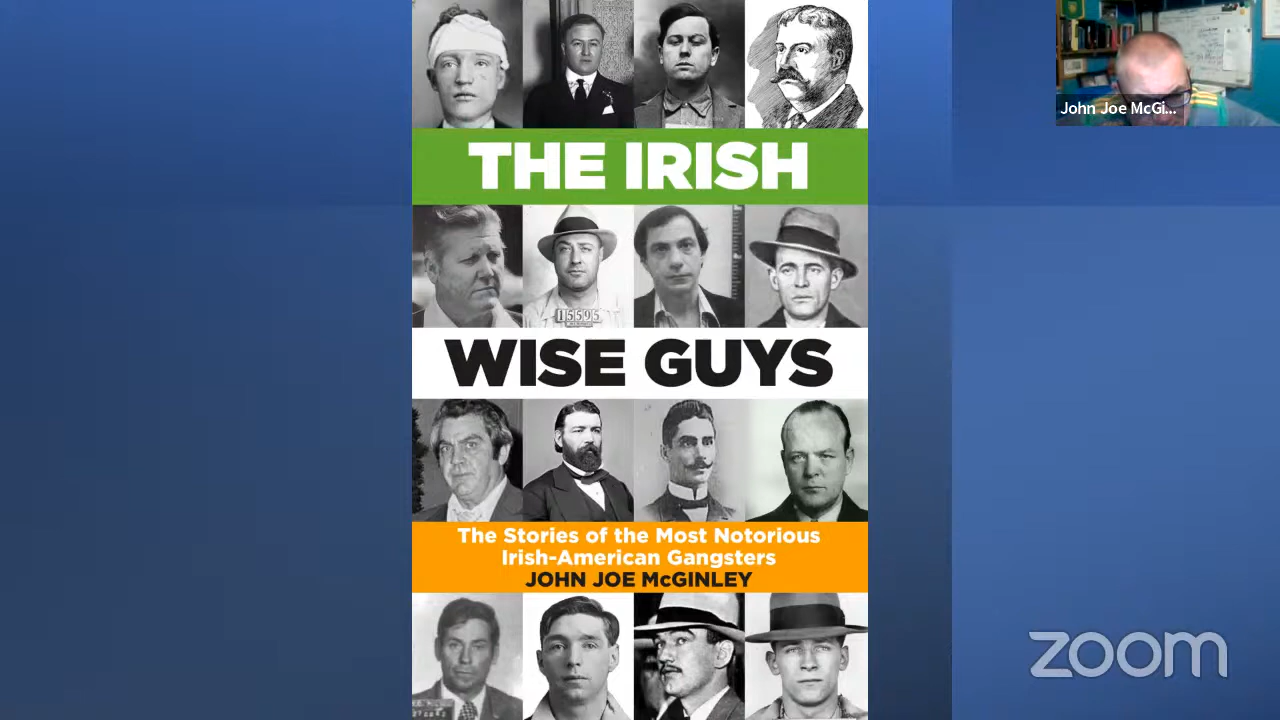 John Joe McGi...
THE IRISH
15595
WISE GUYS
The Stories of the Most Notorious
Irish-American Gangsters
JOHN JOE McGINLEY
zoom